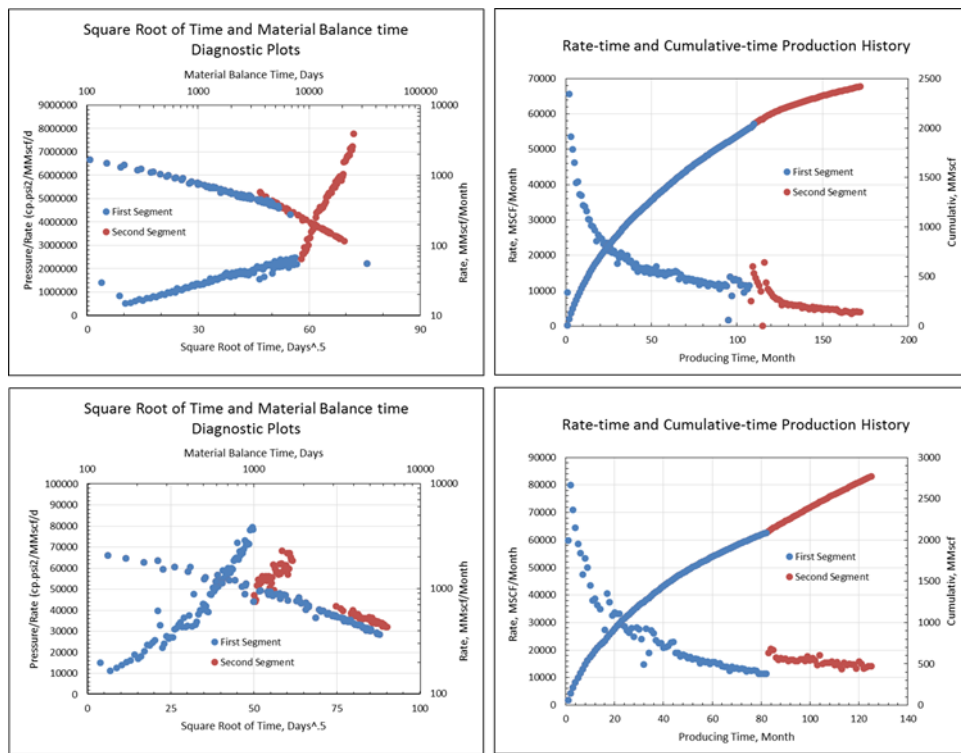 Square Root of Time and Material Balance time
Diagnostic Plots
Material Balance Time, Days
100 1000 10000 100000
9000000
8000000
7000000
6000000
5000000
4000000
3000000
2000000
1000000
0
Pressure/Rate (cp.psi2/MMscf/d
10000
1000
100
10
Rate, MMscf/Month
First Segment
Second Segment
0 30 60 90
Square Root of Time, Days^.5
Rate-time and Cumulative-time Production History
70000
60000
50000
40000
30000
20000
10000
0
Rate, MSCF/Month
2500
2000
1500
1000
500
0
Cumulativ, MMscf
First Segment
Second Segment
0 50 100 150 200
Producing Time, Month
Square Root of Time and Material Balance time
Diagnostic Plots
Material Balance Time, Days
100 1000 10000
100000
90000
80000
70000
60000
50000
40000
30000
20000
10000
0
Pressure/Rate (cp.psi2/MMscf/d
10000
1000
100
Rate, MMscf/Month
First Segment
Second Segment
0 25 50 75 100
Square Root of Time, Days^.5
Rate-time and Cumulative-time Production History
90000
80000
70000
60000
50000
40000
30000
20000
10000
0
Rate, MSCF/Month
3000
2500
2000
1500
1000
500
0
Cumulativ, MMscf
First Segment
Second Segment
0 20 40 60 80 100 120 140
Producing Time, Month